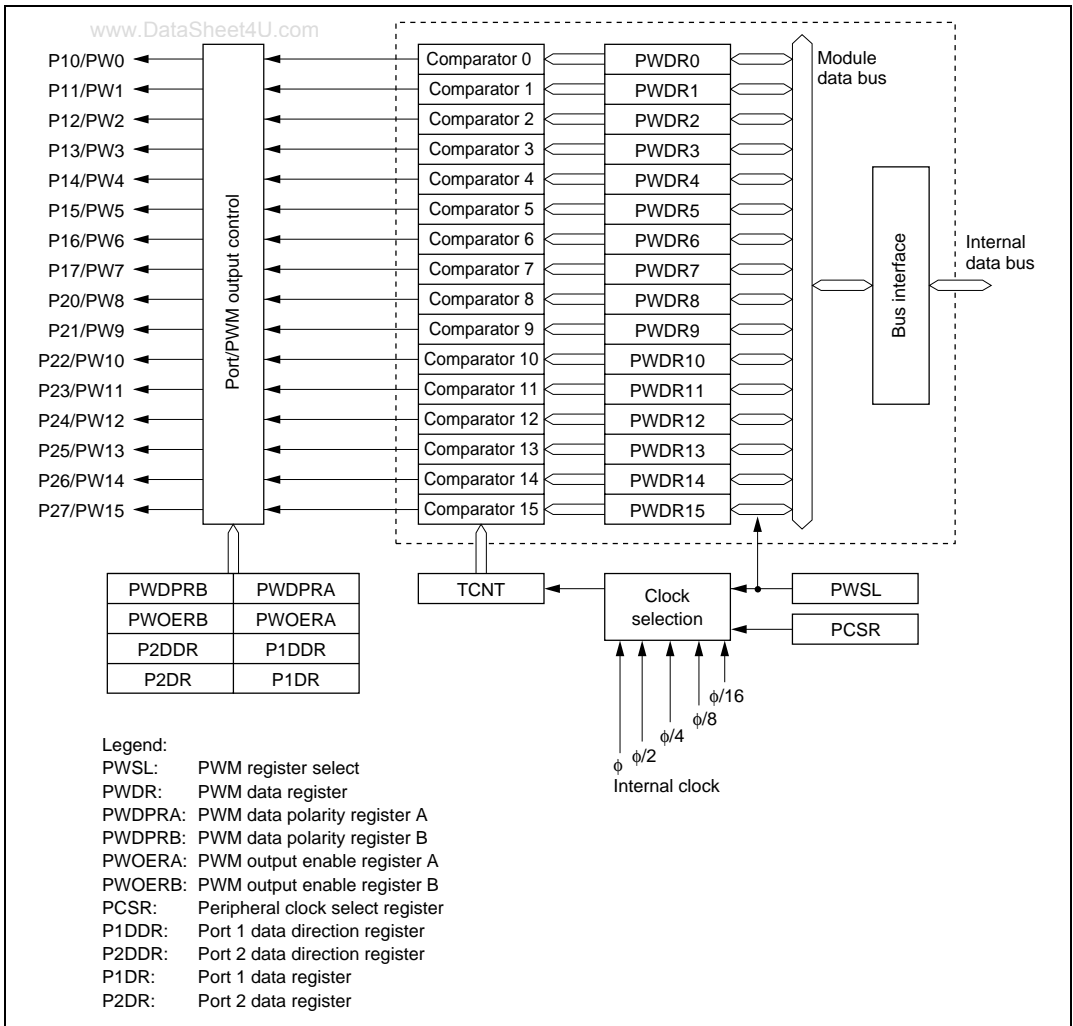 www.DataSheet4U.com
P10/PW0 Comparator 0 PWDR0 Module
P11/PW1 Comparator 1 PWDR1 data bus
P12/PW2 Comparator 2 PWDR2
P13/PW3 Comparator 3 PWDR3
P14/PW4 Comparator 4 PWDR4
P15/PW5 Comparator 5 PWDR5
P16/PW6 Comparator 6 PWDR6
P17/PW7 Comparator 7 PWDR7
P20/PW8 Comparator 8 PWDR8
P21/PW9 Comparator 9 PWDR9
P22/PW10 Comparator 10 PWDR10
P23/PW11 Comparator 11 PWDR11
P24/PW12 Comparator 12 PWDR12
P25/PW13 Comparator 13 PWDR13
P26/PW14 Comparator 14 PWDR14
P27/PW15 Comparator 15 PWDR15
Port/PWM output control
Bus interface
Internal
data bus
PWDPRB PWDPRA
PWOERB PWOERA
P2DDR P1DDR
P2DR P1DR
TCNT
Clock
selection
PWSL
PCSR
ϕ/16
ϕ/8
ϕ/4
ϕ/2
ϕ
Internal clock
Legend:
PWSL: PWM register select
PWDR: PWM data register
PWDPRA: PWM data polarity register A
PWDPRB: PWM data polarity register B
PWOERA: PWM output enable register A
PWOERB: PWM output enable register B
PCSR: Peripheral clock select register
P1DDR: Port 1 data direction register
P2DDR: Port 2 data direction register
P1DR: Port 1 data register
P2DR: Port 2 data register